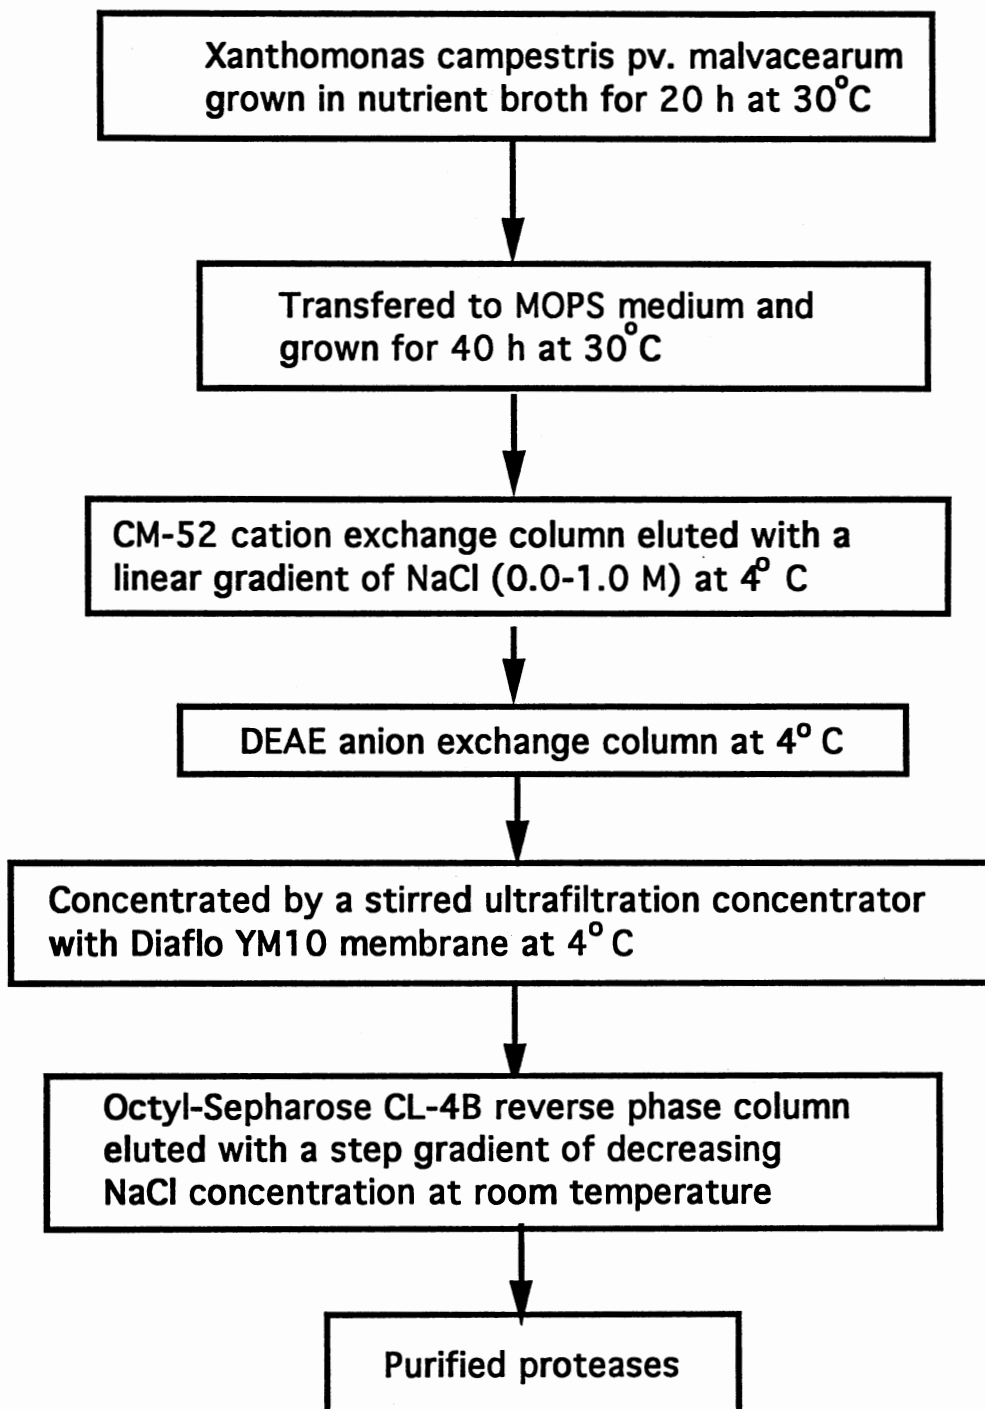 Xanthomonas campestris pv. malvacearum
grown in nutrient broth for 20 h at 30°C
Transfered to MOPS medium and
grown for 40 h at 30°C
CM-52 cation exchange column eluted with a
linear gradient of NaCl (0.0-1.0 M) at 4° C
DEAE anion exchange column at 4° C
Concentrated by a stirred ultrafiltration concentrator
with Diaflo YM10 membrane at 4° C
Octyl-Sepharose CL-4B reverse phase column
eluted with a step gradient of decreasing
NaCl concentration at room temperature
Purified proteases